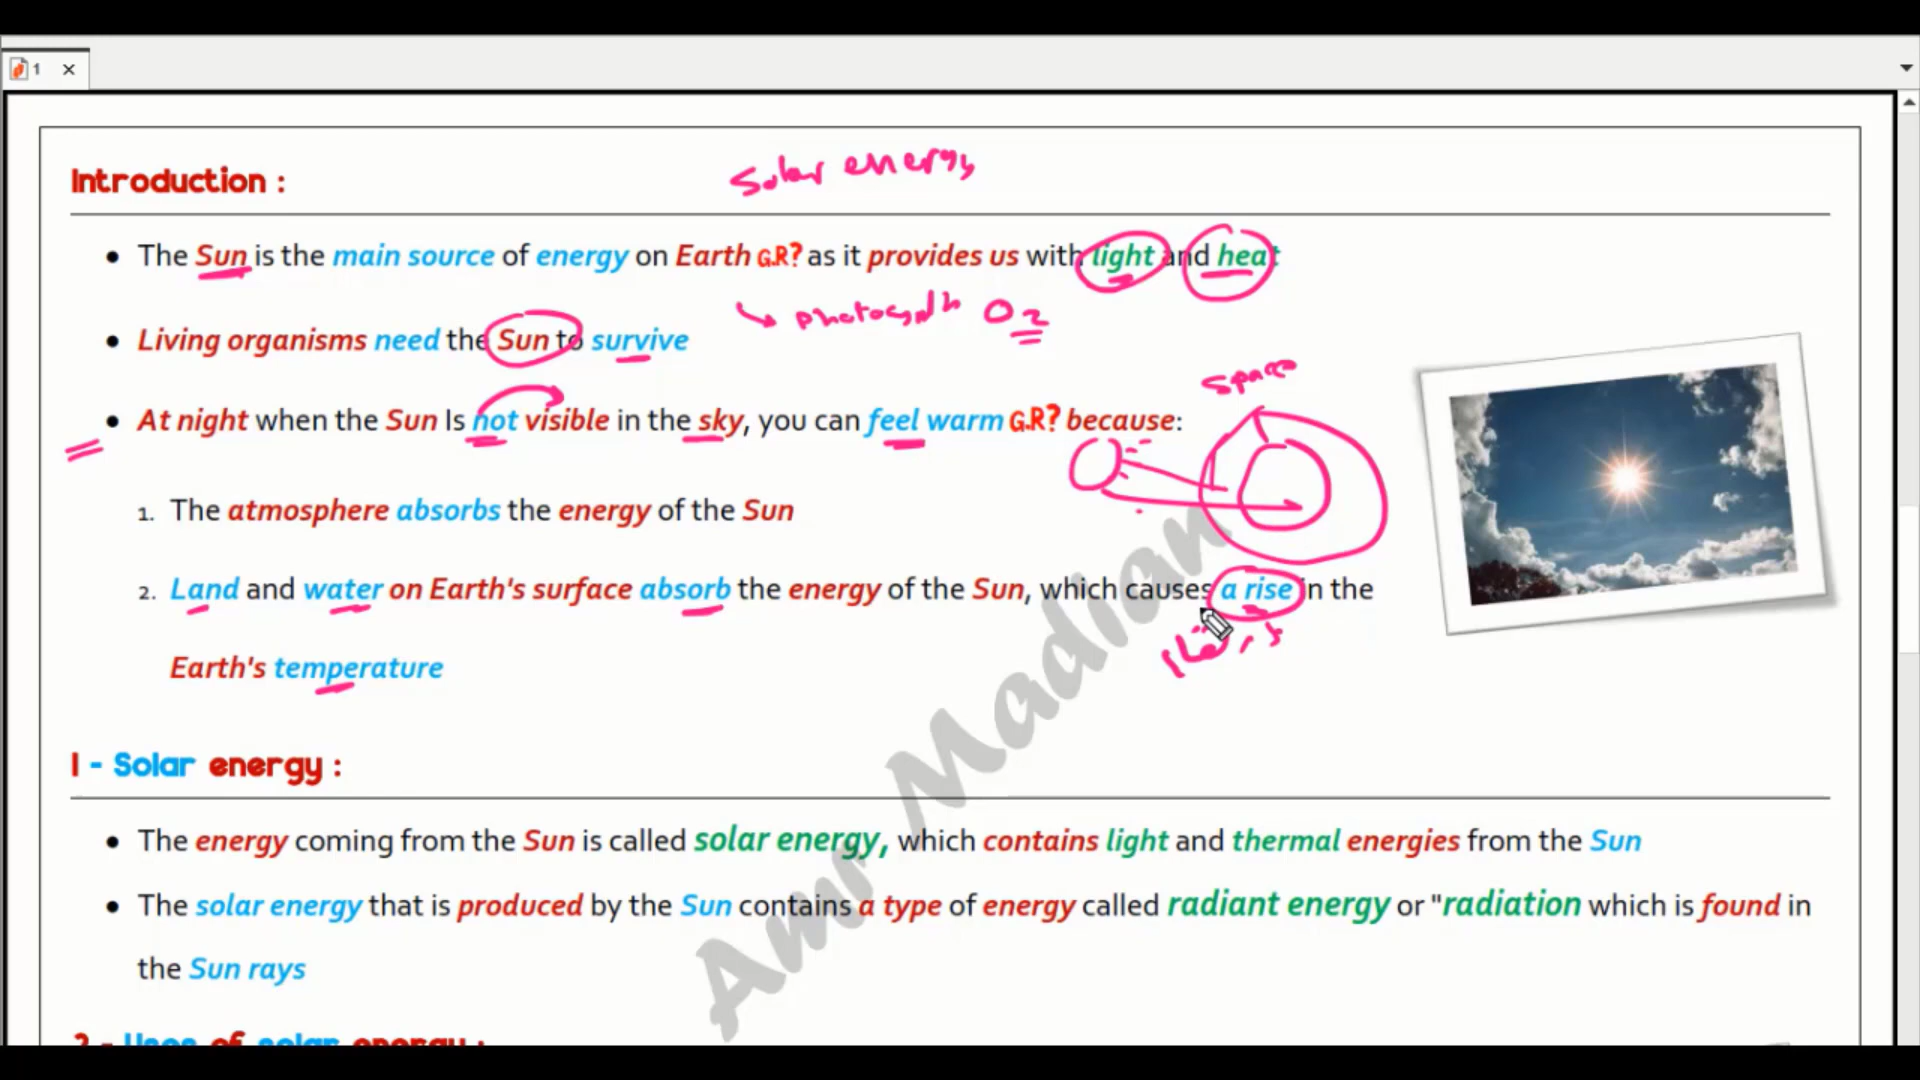 1
Introduction :
Solar energy
• The Sun is the main source of energy on Earth G.R? as it provides us with light and heat
O2
• Living organisms need the Sun to survive
space
• At night when the Sun Is not visible in the sky, you can feel warm G.R? because:
1. The atmosphere absorbs the energy of the Sun
2. Land and water on Earth's surface absorb the energy of the Sun, which causes a rise in the
Earth's temperature
1 - Solar energy :
• The energy coming from the Sun is called solar energy, which contains light and thermal energies from the Sun
• The solar energy that is produced by the Sun contains a type of energy called radiant energy or "radiation which is found in
the Sun rays
2 - Uses of solar energy :
Amr Madian